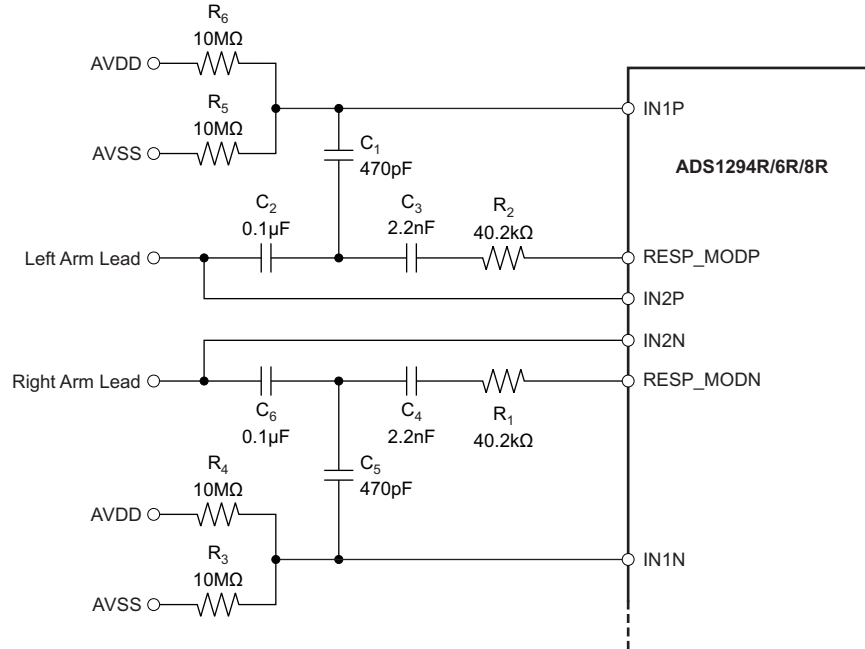 R6
10MΩ
AVDD
R5
10MΩ
AVSS
IN1P
C1
470pF
ADS1294R/6R/8R
C2
0.1µF
C3
2.2nF
R2
40.2kΩ
Left Arm Lead
RESP_MODP
IN2P
IN2N
Right Arm Lead
RESP_MODN
C6
0.1µF
C4
2.2nF
R1
40.2kΩ
C5
470pF
R4
10MΩ
AVDD
R3
10MΩ
AVSS
IN1N